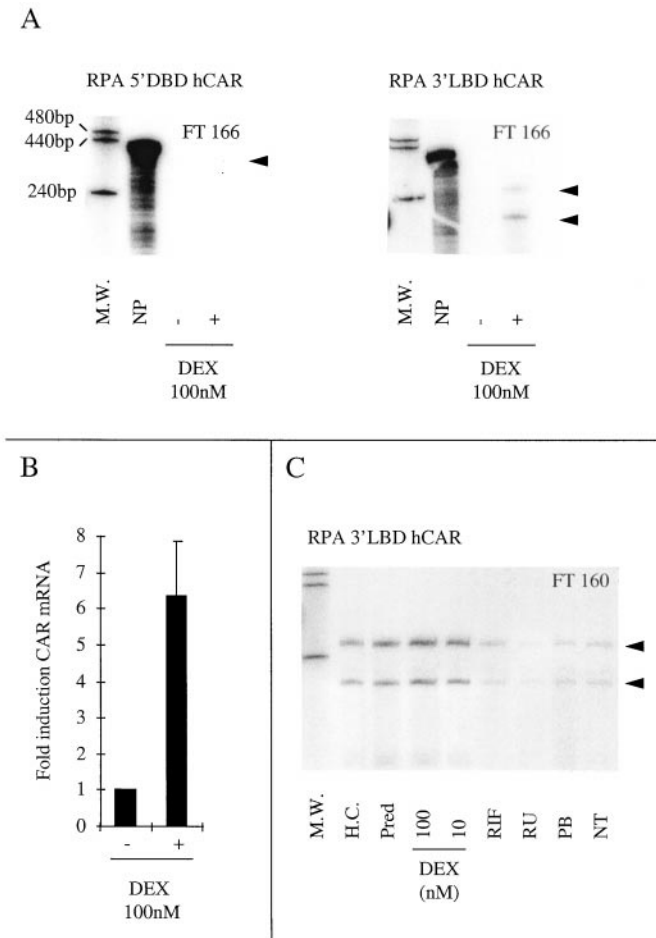 A
RPA 5'DBD hCAR
480bp
440bp
240bp
FT 166
M.W.
NP
-
+
DEX
100nM
RPA 3'LBD hCAR
FT 166
M.W.
NP
-
+
DEX
100nM
B
Fold induction CAR mRNA
8
7
6
5
4
3
2
1
0
-
+
DEX
100nM
C
RPA 3'LBD hCAR
FT 160
M.W.
H.C.
Pred
100
10
RIF
RU
PB
NT
DEX
(nM)